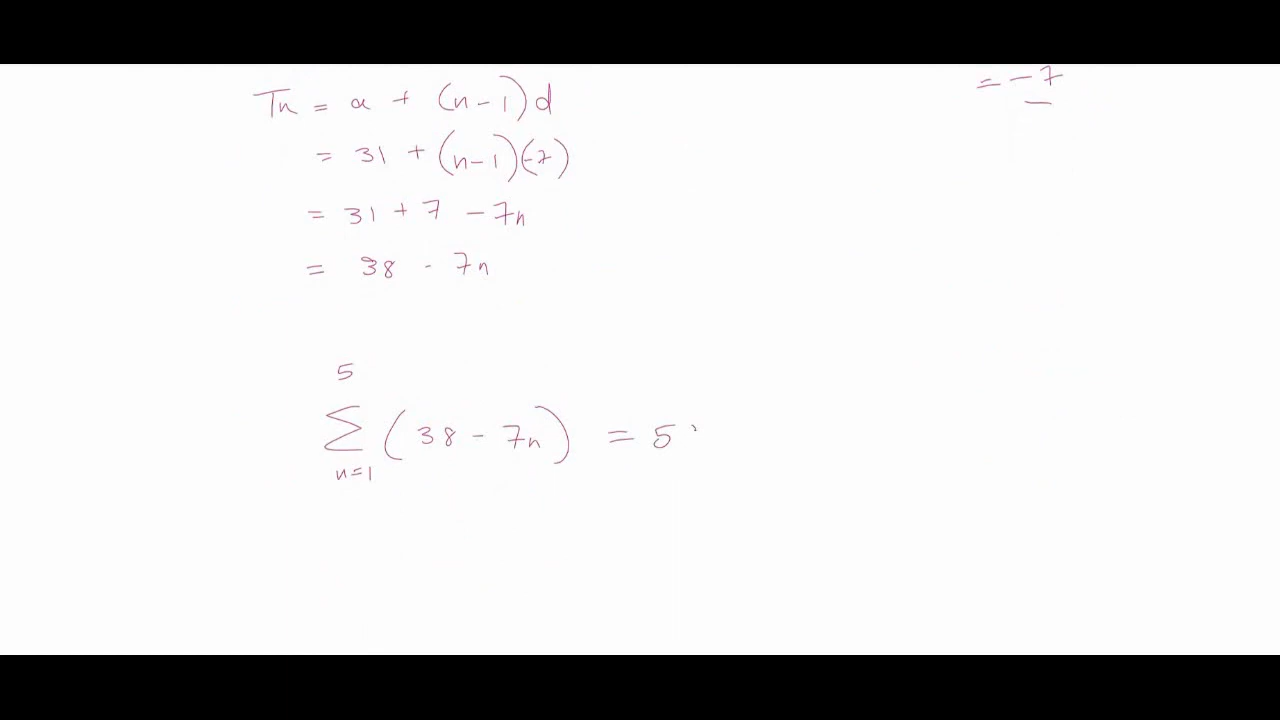 = -7
Tn = a + (n-1)d
= 31 + (n-1)(-7)
= 31 + 7 - 7n
= 38 - 7n
5
∑ (38 - 7n) = 5
n=1